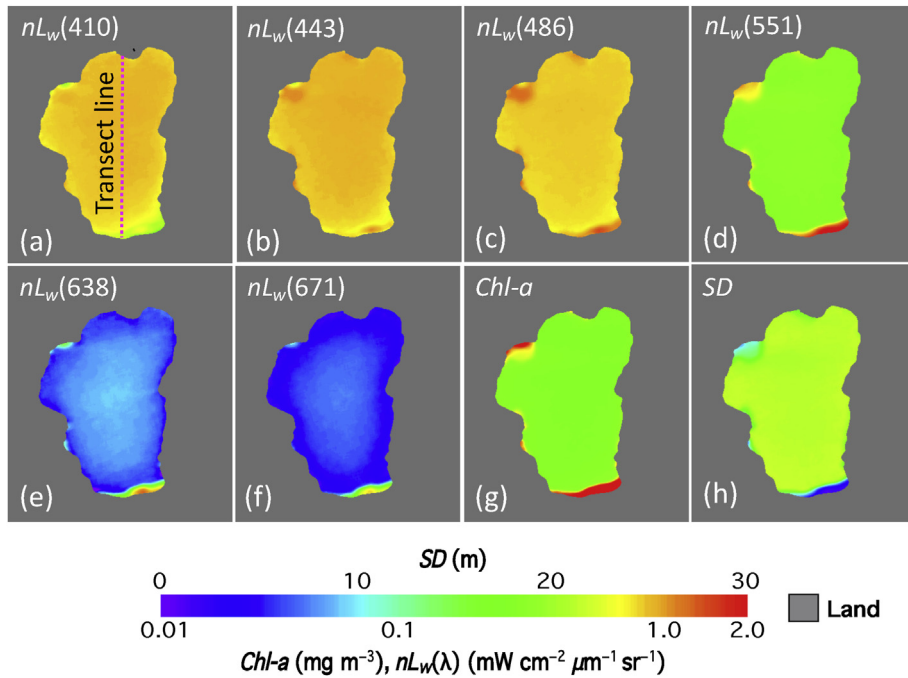 nLw(410)
nLw(443)
nLw(486)
nLw(551)
Transect line
(a)
(b)
(c)
(d)
nLw(638)
nLw(671)
Chl-a
SD
(e)
(f)
(g)
(h)
SD (m)
0 10 20 30
Land
0.01 0.1 1.0 2.0
Chl-a (mg m⁻³), nLw(λ) (mW cm⁻² μm⁻¹ sr⁻¹)